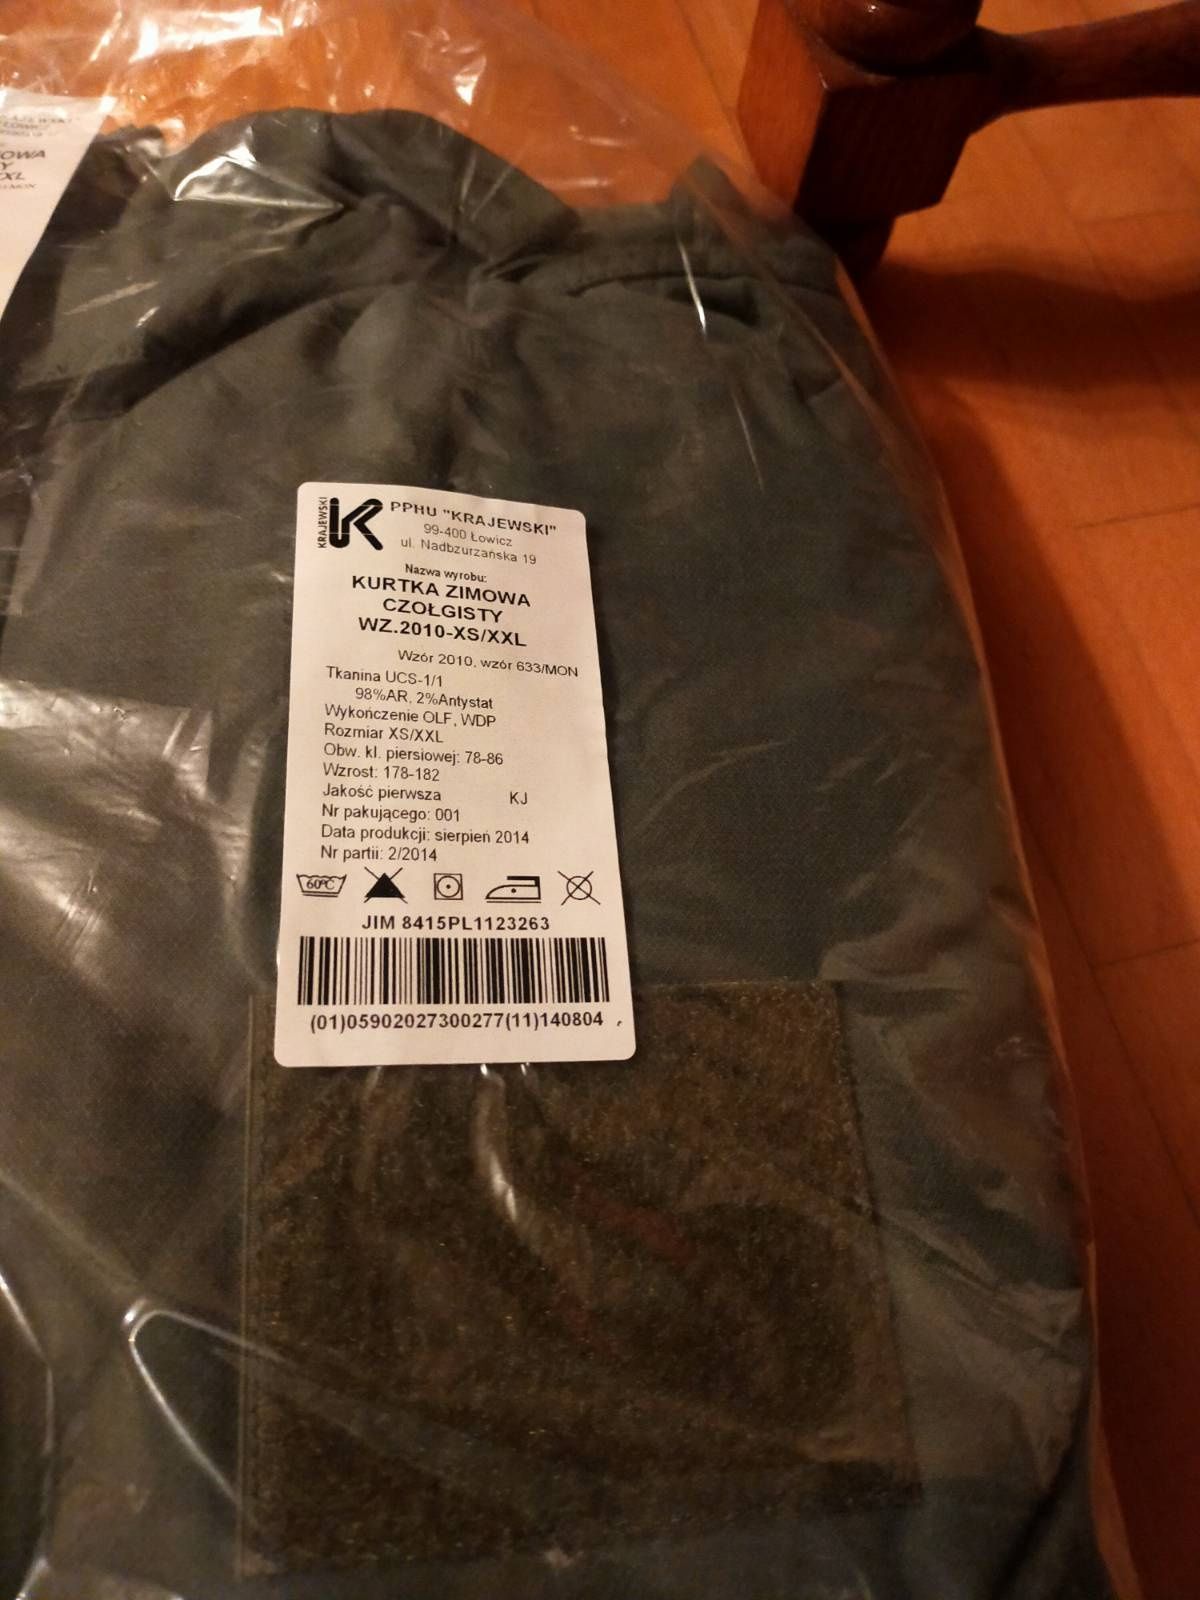 OWA
Y
XXL
KRAJEWSKI
PPHU "KRAJEWSKI"
99-400 Łowicz
ul. Nadbzurzańska 19
Nazwa wyrobu:
KURTKA ZIMOWA
CZOŁGISTY
WZ.2010-XS/XXL
Wzór 2010, wzór 633/MON
Tkanina UCS-1/1
98%AR, 2%Antystat
Wykończenie OLF, WDP
Rozmiar XS/XXL
Obw. kl. piersiowej: 78-86
Wzrost: 178-182
Jakość pierwsza KJ
Nr pakującego: 001
Data produkcji: sierpień 2014
Nr partii: 2/2014
60°C
JIM 8415PL1123263
(01)05902027300277(11)140804